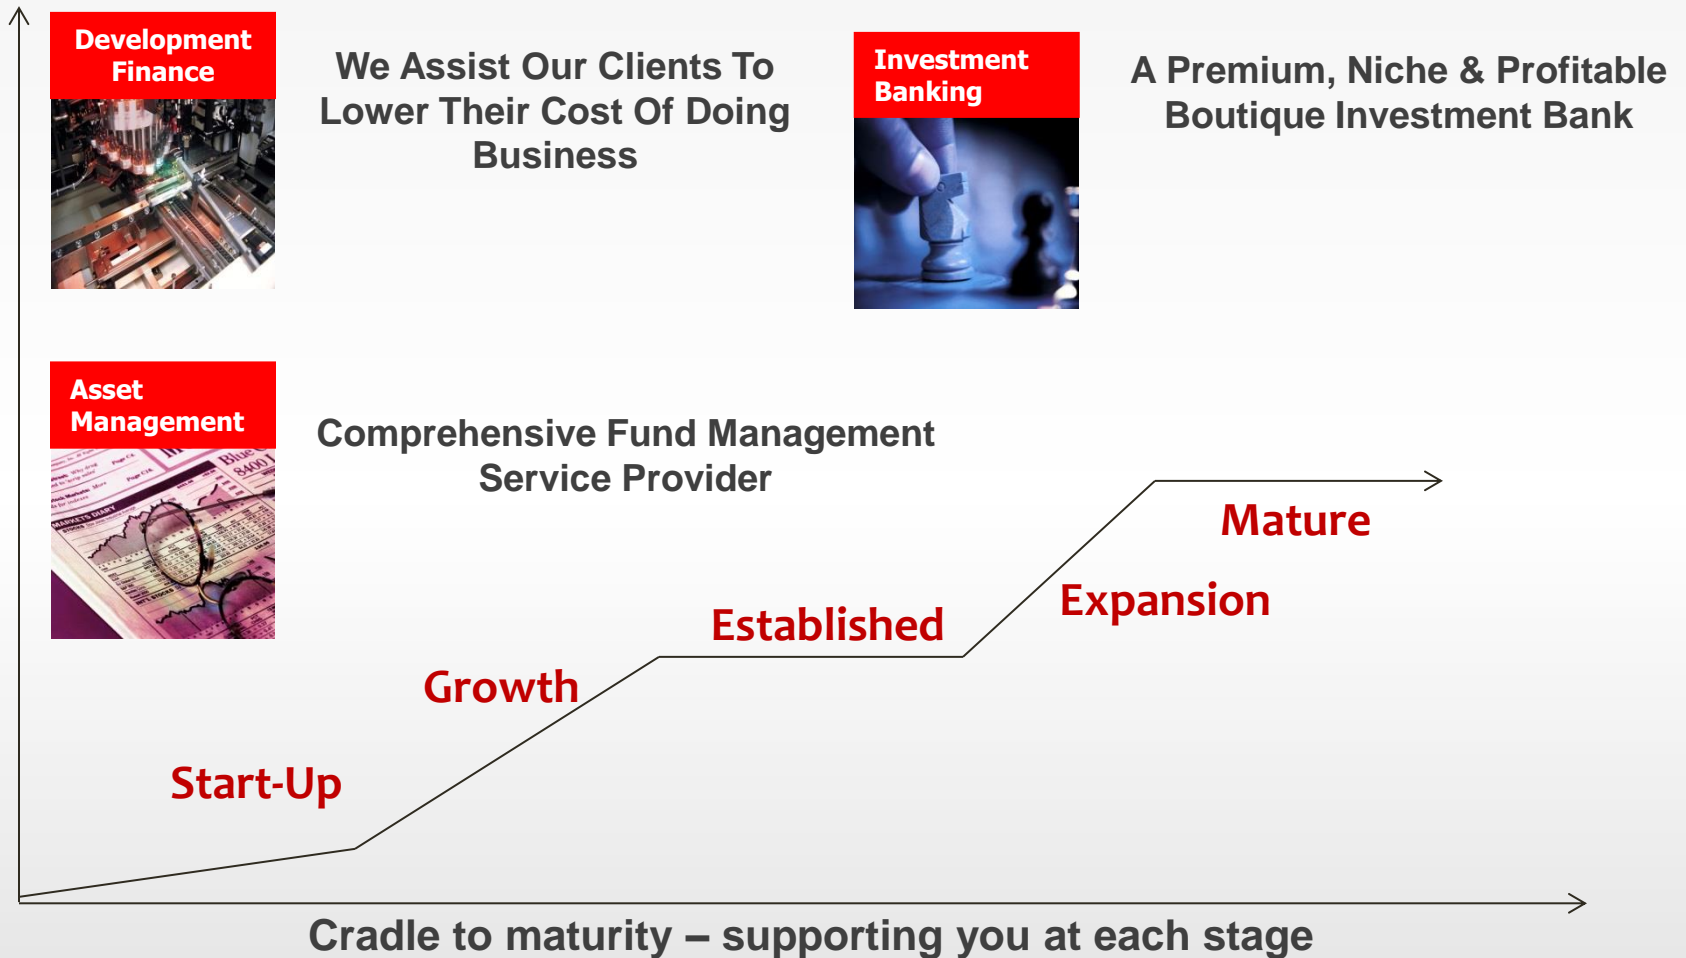 Development
Finance
We Assist Our Clients To
Lower Their Cost Of Doing
Business
Investment
Banking
A Premium, Niche & Profitable
Boutique Investment Bank
Asset
Management
Comprehensive Fund Management
Service Provider
MARKETS DIARY
Mature
Expansion
Established
Growth
Start-Up
Cradle to maturity – supporting you at each stage